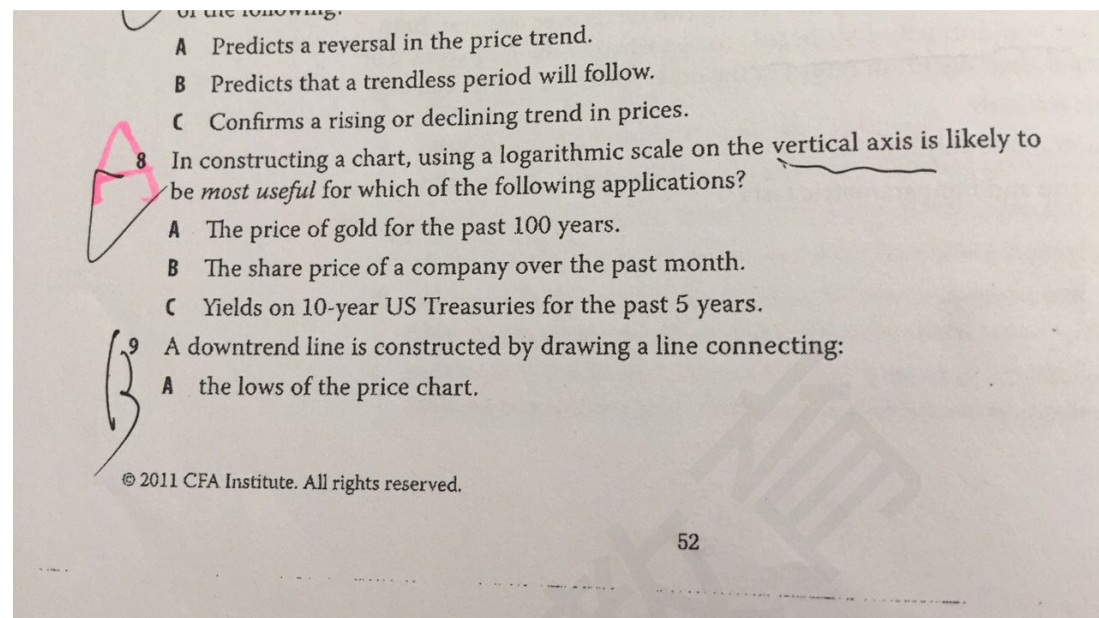 of the following:
A Predicts a reversal in the price trend.
B Predicts that a trendless period will follow.
C Confirms a rising or declining trend in prices.
A
8 In constructing a chart, using a logarithmic scale on the vertical axis is likely to
be most useful for which of the following applications?
A The price of gold for the past 100 years.
B The share price of a company over the past month.
C Yields on 10-year US Treasuries for the past 5 years.
9 A downtrend line is constructed by drawing a line connecting:
A the lows of the price chart.
© 2011 CFA Institute. All rights reserved.
52